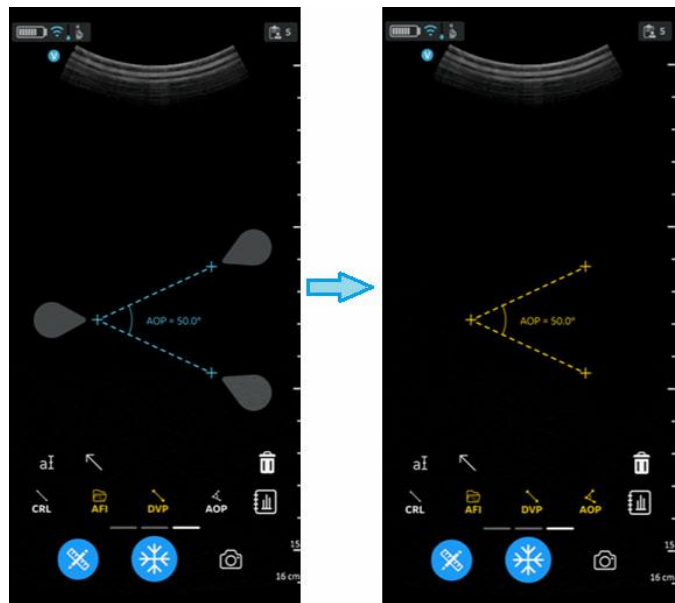 5
V
AOP = 50.0°
aI
CRL
AFI
DVP
AOP
15
16 cm
5
V
AOP = 50.0°
aI
CRL
AFI
DVP
AOP
15
16 cm